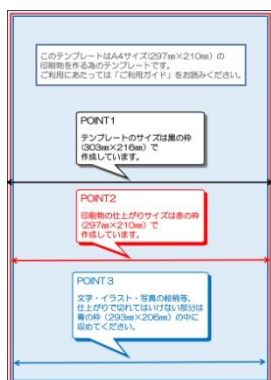 このテンプレートはA4サイズ(297㎜×210㎜)の
印刷物を作る為のテンプレートです。
ご利用にあたっては「ご利用ガイド」をお読みください。
POINT1
テンプレートのサイズは黒の枠
(303㎜×216㎜)で
作成しています。
POINT2
印刷物の仕上がりサイズは赤の枠
(297㎜×210㎜)で
作成しています。
POINT3
文字・イラスト・写真の絵柄等、
仕上がりで切れてはいけない部分は
青の枠(293㎜×206㎜)の中に
収めてください。